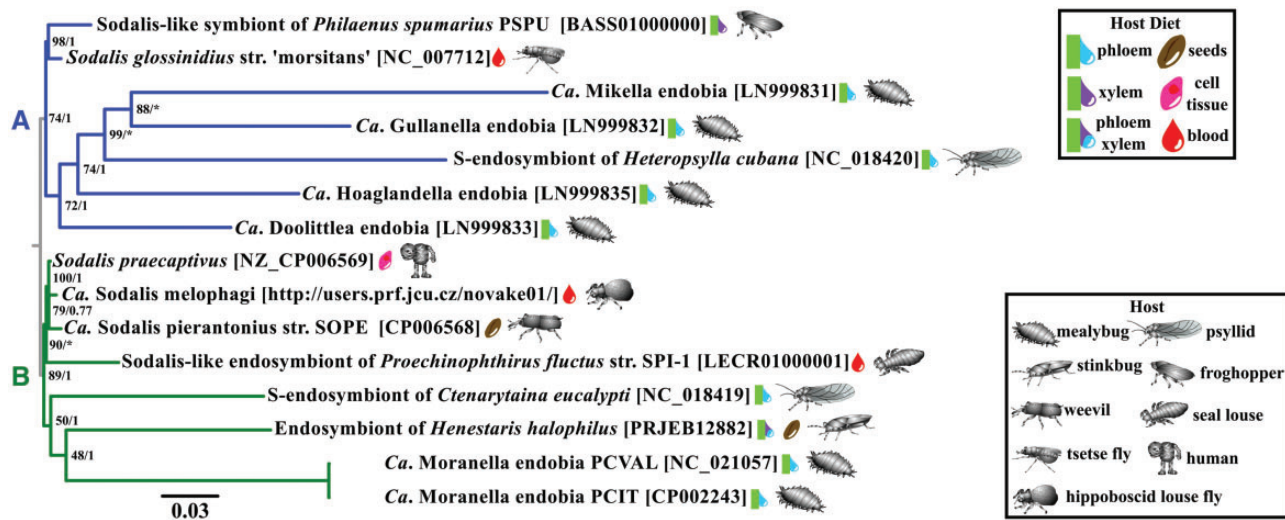 Sodalis-like symbiont of Philaenus spumarius PSPU [BASS01000000]
98/1
Sodalis glossinidius str. 'morsitans' [NC_007712]
Ca. Mikella endobia [LN999831]
88/*
A
74/1
Ca. Gullanella endobia [LN999832]
99/*
S-endosymbiont of Heteropsylla cubana [NC_018420]
74/1
Ca. Hoaglandella endobia [LN999835]
72/1
Ca. Doolittlea endobia [LN999833]
Sodalis praecaptivus [NZ_CP006569]
100/1
Ca. Sodalis melophagi [http://users.prf.jcu.cz/novake01/]
79/0.77
Ca. Sodalis pierantonius str. SOPE [CP006568]
90/*
Sodalis-like endosymbiont of Proechinophthirus fluctus str. SPI-1 [LECR01000001]
B
89/1
S-endosymbiont of Ctenarytaina eucalypti [NC_018419]
50/1
Endosymbiont of Henestaris halophilus [PRJEB12882]
48/1
Ca. Moranella endobia PCVAL [NC_021057]
Ca. Moranella endobia PCIT [CP002243]
0.03
Host Diet
phloem
seeds
xylem
cell
tissue
phloem
xylem
blood
Host
mealybug
psyllid
stinkbug
froghopper
weevil
seal louse
tsetse fly
human
hippoboscid louse fly